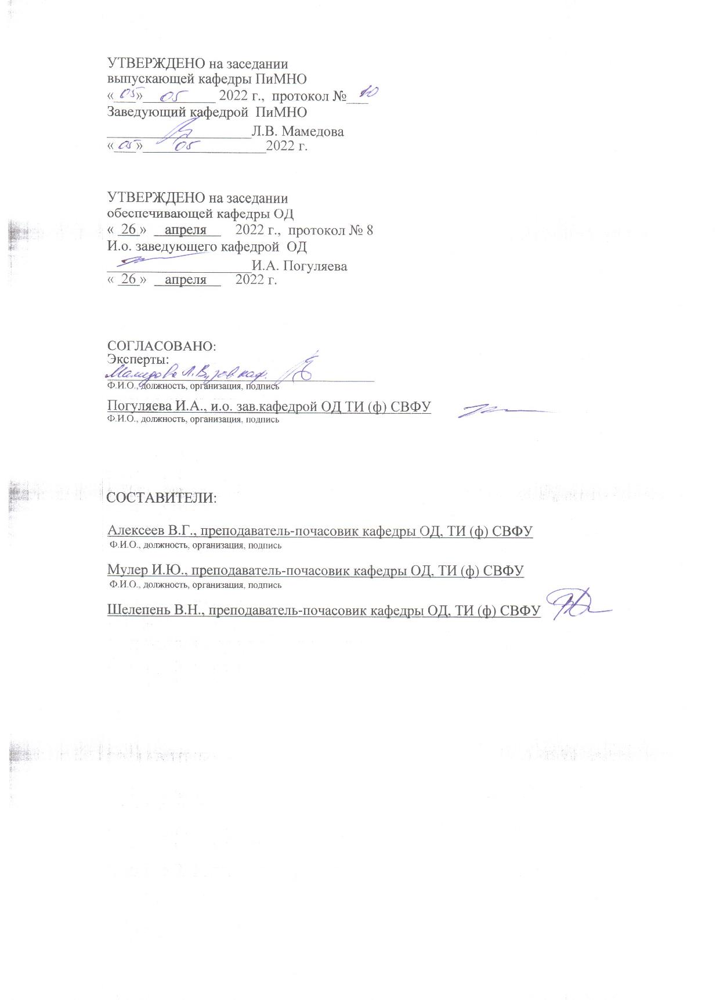 УТВЕРЖДЕНО на заседании
выпускающей кафедры ПиМНО
«05» 05 2022 г., протокол № 10
Заведующий кафедрой ПиМНО
Л.В. Мамедова
«05» 05 2022 г.
УТВЕРЖДЕНО на заседании
обеспечивающей кафедры ОД
« 26 » апреля 2022 г., протокол № 8
И.о. заведующего кафедрой ОД
И.А. Погуляева
« 26 » апреля 2022 г.
СОГЛАСОВАНО:
Эксперты:
Мамедова Л.В., зав каф.
Ф.И.О., должность, организация, подпись
Погуляева И.А., и.о. зав.кафедрой ОД ТИ (ф) СВФУ
Ф.И.О., должность, организация, подпись
СОСТАВИТЕЛИ:
Алексеев В.Г., преподаватель-почасовик кафедры ОД, ТИ (ф) СВФУ
Ф.И.О., должность, организация, подпись
Мулер И.Ю., преподаватель-почасовик кафедры ОД, ТИ (ф) СВФУ
Ф.И.О., должность, организация, подпись
Шелепень В.Н., преподаватель-почасовик кафедры ОД, ТИ (ф) СВФУ